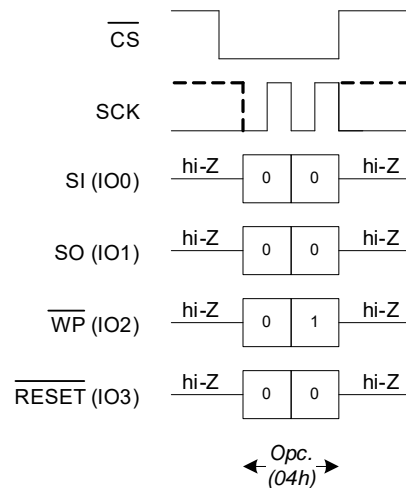 CS
SCK
hi-Z
SI (IO0) 0 0 hi-Z
hi-Z
SO (IO1) 0 0 hi-Z
hi-Z
WP (IO2) 0 1 hi-Z
hi-Z
RESET (IO3) 0 0 hi-Z
Opc.
(04h)